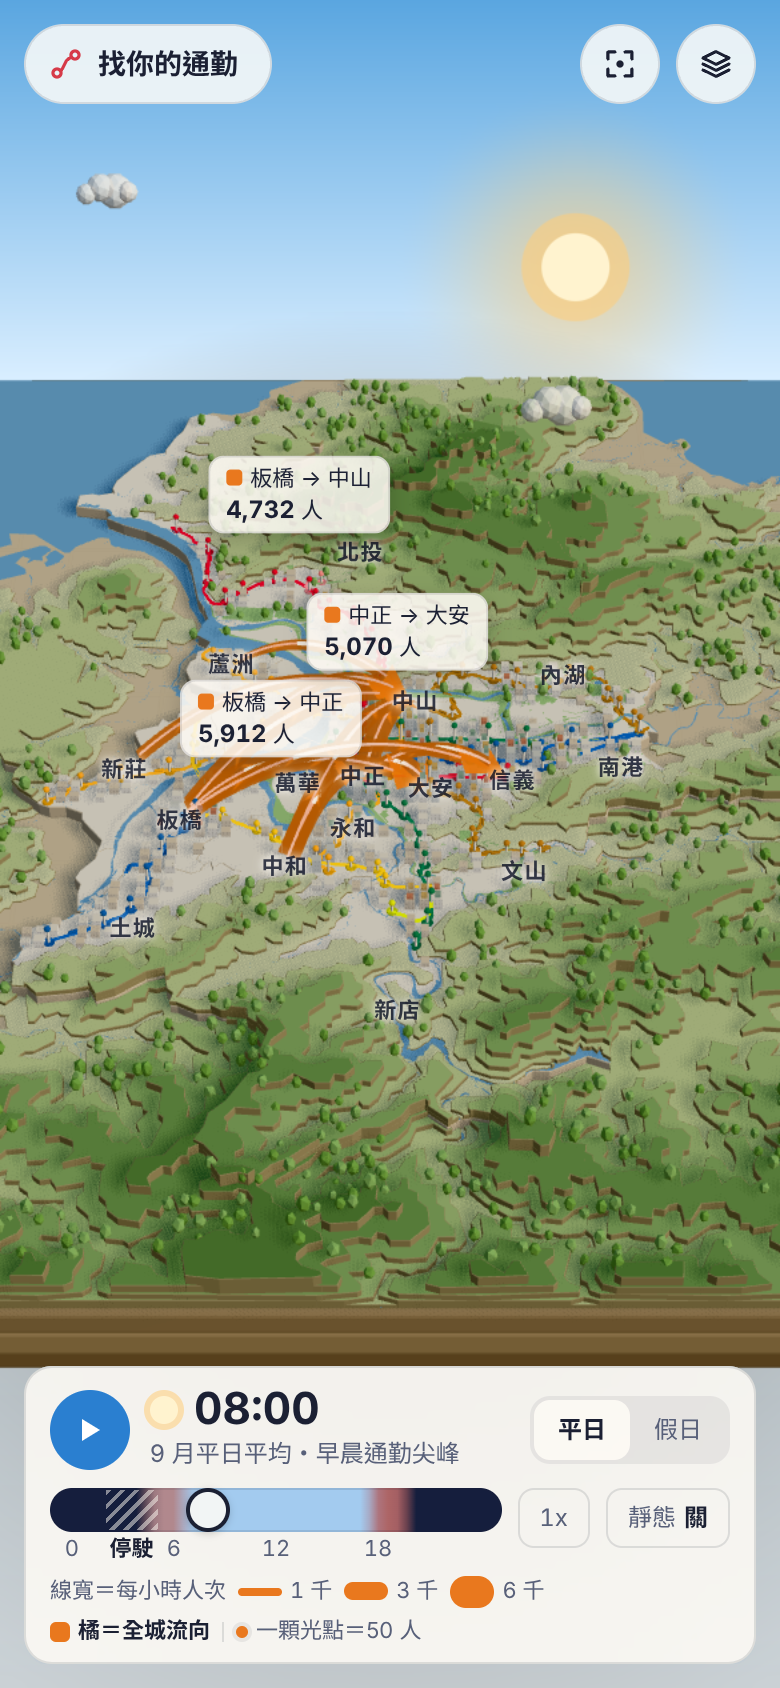 找你的通勤
板橋 → 中山
4,732 人
北投
中正 → 大安
5,070 人
蘆洲
內湖
板橋 → 中正
5,912 人
中山
新莊
萬華
中正
大安
信義
南港
板橋
永和
中和
文山
土城
新店
08:00
9 月平日平均・早晨通勤尖峰
平日
假日
1x
靜態 關
0 停駛 6 12 18
線寬＝每小時人次 1 千 3 千 6 千
橘＝全城流向 | 一顆光點＝50 人